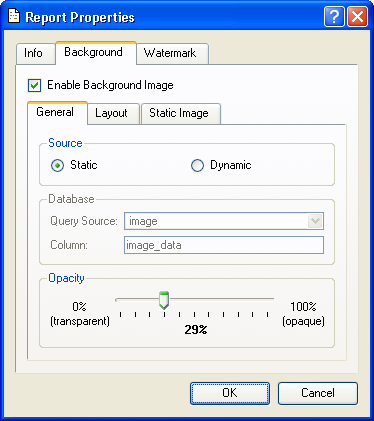 Report Properties
Info Background Watermark
Enable Background Image
General Layout Static Image
Source
Static Dynamic
Database
Query Source: image
Column: image_data
Opacity
0% 100%
(transparent) (opaque)
29%
OK Cancel